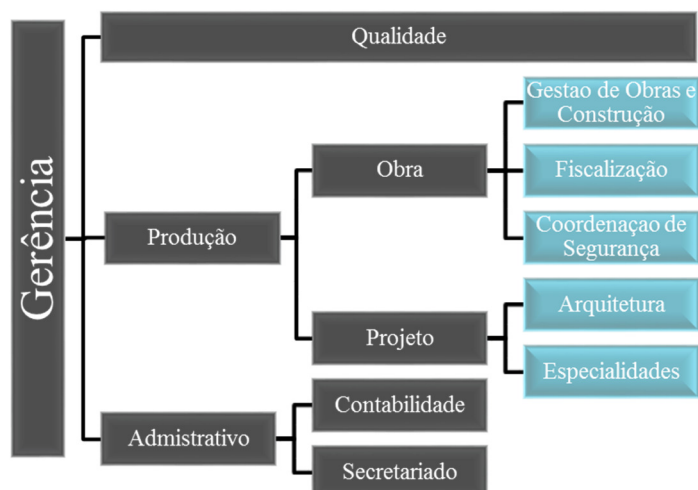 Gerência
Qualidade
Produção
Obra
Gestao de Obras e
Construção
Fiscalização
Coordenaçao de
Segurança
Projeto
Arquitetura
Especialidades
Admistrativo
Contabilidade
Secretariado